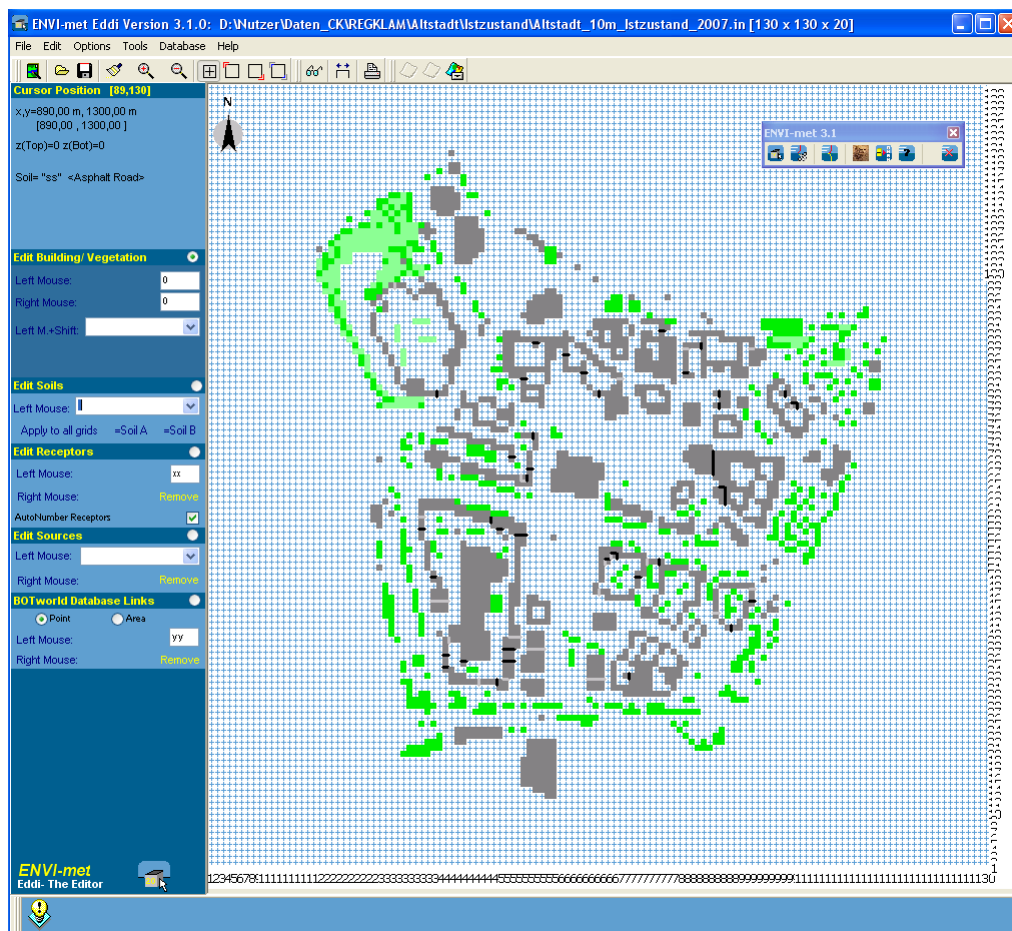 ENVI-met Eddi Version 3.1.0: D:\Nutzer\Daten_CK\REGKLAM\Altstadt\Istzustand\Altstadt_10m_Istzustand_2007.in [130 x 130 x 20]
File Edit Options Tools Database Help
Cursor Position [89,130]
x,y=890,00 m, 1300,00 m
[890,00 , 1300,00 ]
z(Top)=0 z(Bot)=0
Soil= "ss" <Asphalt Road>
N
ENVI-met 3.1
Edit Building/ Vegetation
Left Mouse: 0
Right Mouse: 0
Left M.+Shift:
Edit Soils
Left Mouse:
Apply to all grids =Soil A =Soil B
Edit Receptors
Left Mouse: xx
Right Mouse: Remove
AutoNumber Receptors
Edit Sources
Left Mouse:
Right Mouse: Remove
BOTworld Database Links
Point Area
Left Mouse: yy
Right Mouse: Remove
ENVI-met
Eddi- The Editor